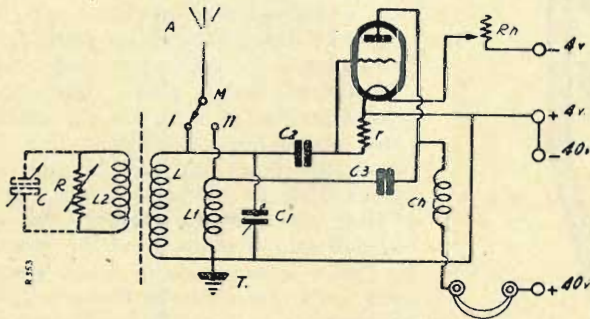 A
Rh
- 4v
M
I
II
+ 4v.
- 40v
C2
r
C
R
L2
L
L1
C1
C3
Ch
T.
+ 40v
R 353